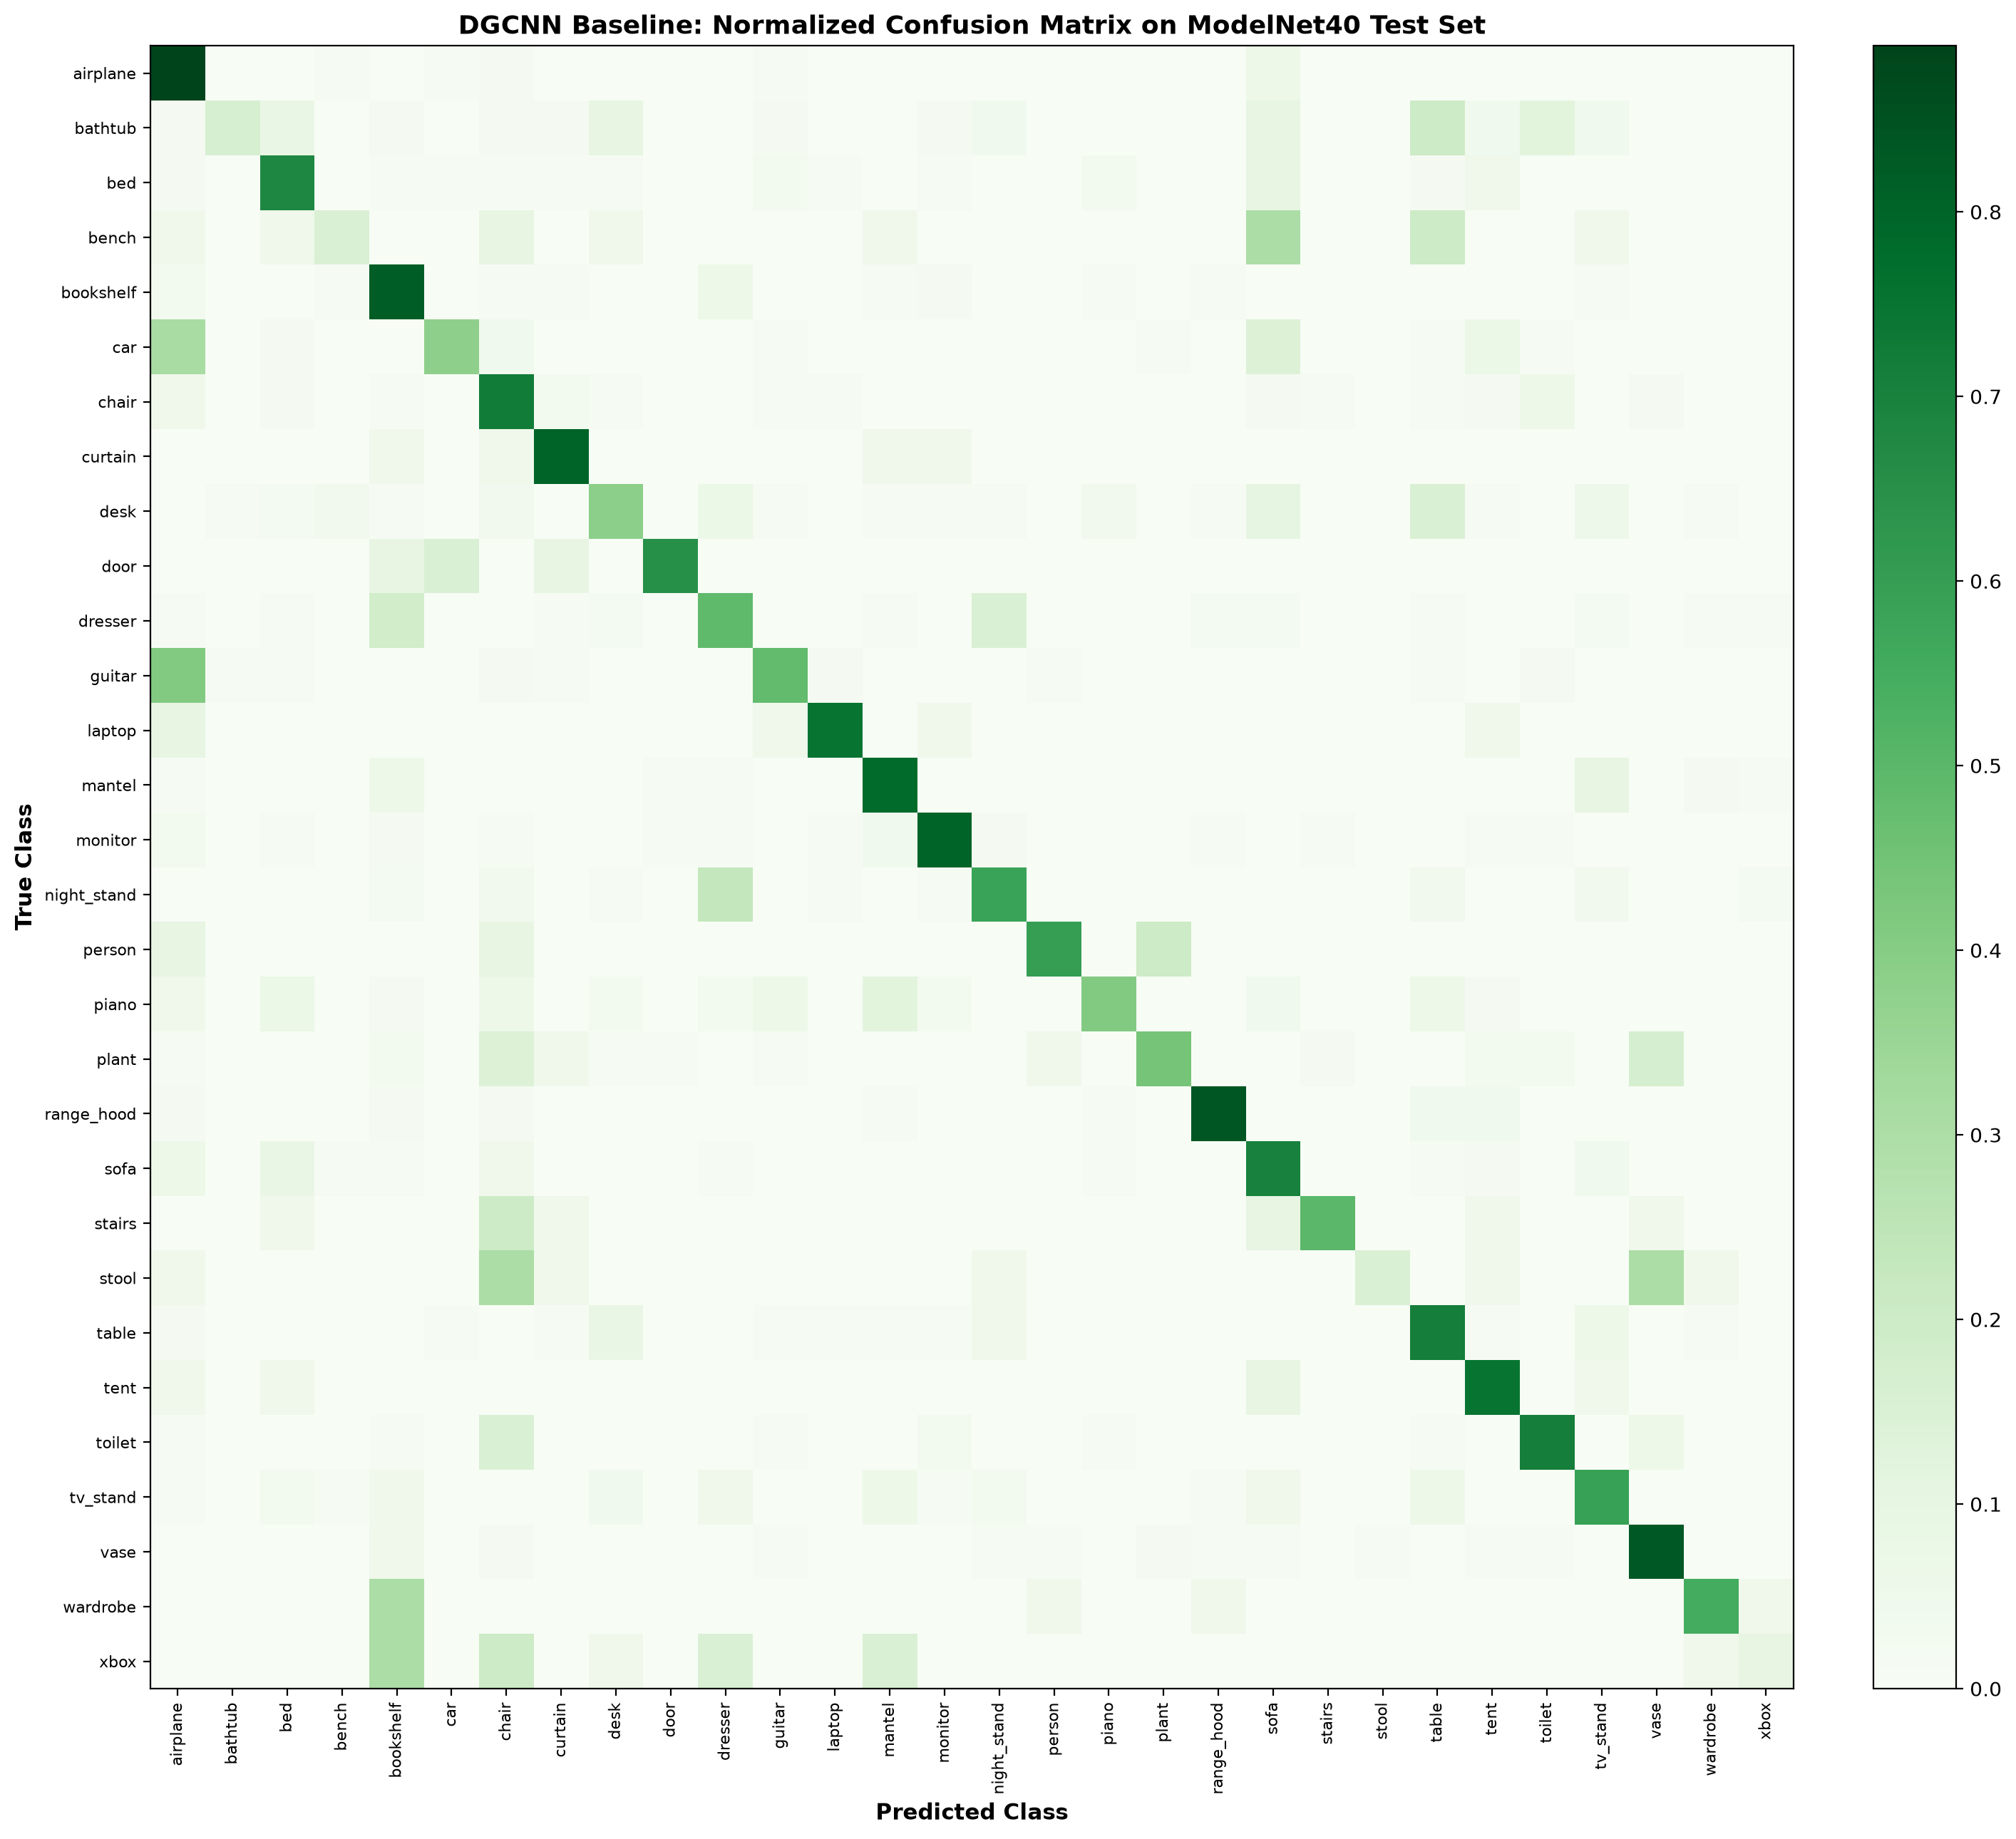 DGCNN Baseline: Normalized Confusion Matrix on ModelNet40 Test Set
True Class
airplane
bathtub
bed
bench
bookshelf
car
chair
curtain
desk
door
dresser
guitar
laptop
mantel
monitor
night_stand
person
piano
plant
range_hood
sofa
stairs
stool
table
tent
toilet
tv_stand
vase
wardrobe
xbox
airplane
bathtub
bed
bench
bookshelf
car
chair
curtain
desk
door
dresser
guitar
laptop
mantel
monitor
night_stand
person
piano
plant
range_hood
sofa
stairs
stool
table
tent
toilet
tv_stand
vase
wardrobe
xbox
Predicted Class
0.8
0.7
0.6
0.5
0.4
0.3
0.2
0.1
0.0